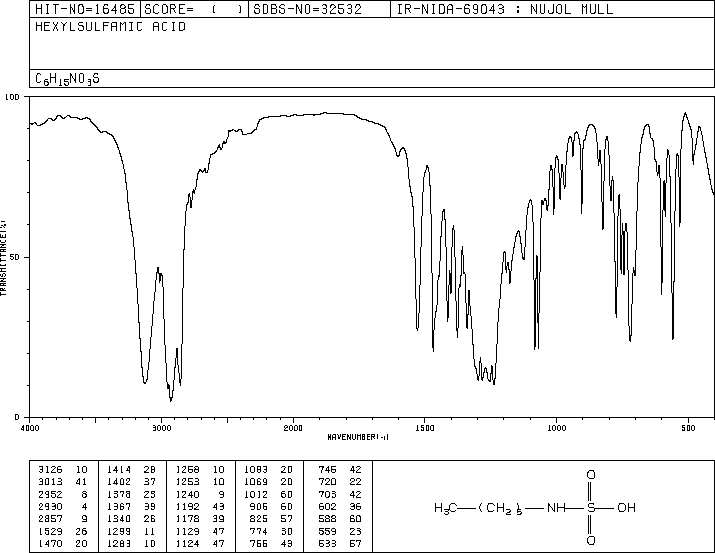 HIT-NO=16485 SCORE= ( ) SDBS-NO=32532 IR-NIDA-69043 : NUJOL MULL
HEXYLSULFAMIC ACID
C6H15NO3S
100
50
0
TRANSMITTANCE(%)
4000 3000 2000 1500 1000 500
WAVENUMBER(-1)
3126 10 1414 28 1268 10 1083 20 746 42
3013 41 1402 37 1253 10 1069 20 720 22
2952 8 1378 23 1240 9 1012 60 703 42
2930 4 1367 39 1192 43 906 60 602 36
2857 9 1340 26 1178 39 825 57 588 60
1529 26 1299 11 1129 47 774 30 559 23
1470 20 1283 10 1124 47 766 49 533 57
O
H3C—(CH2)5—NH—S—OH
O